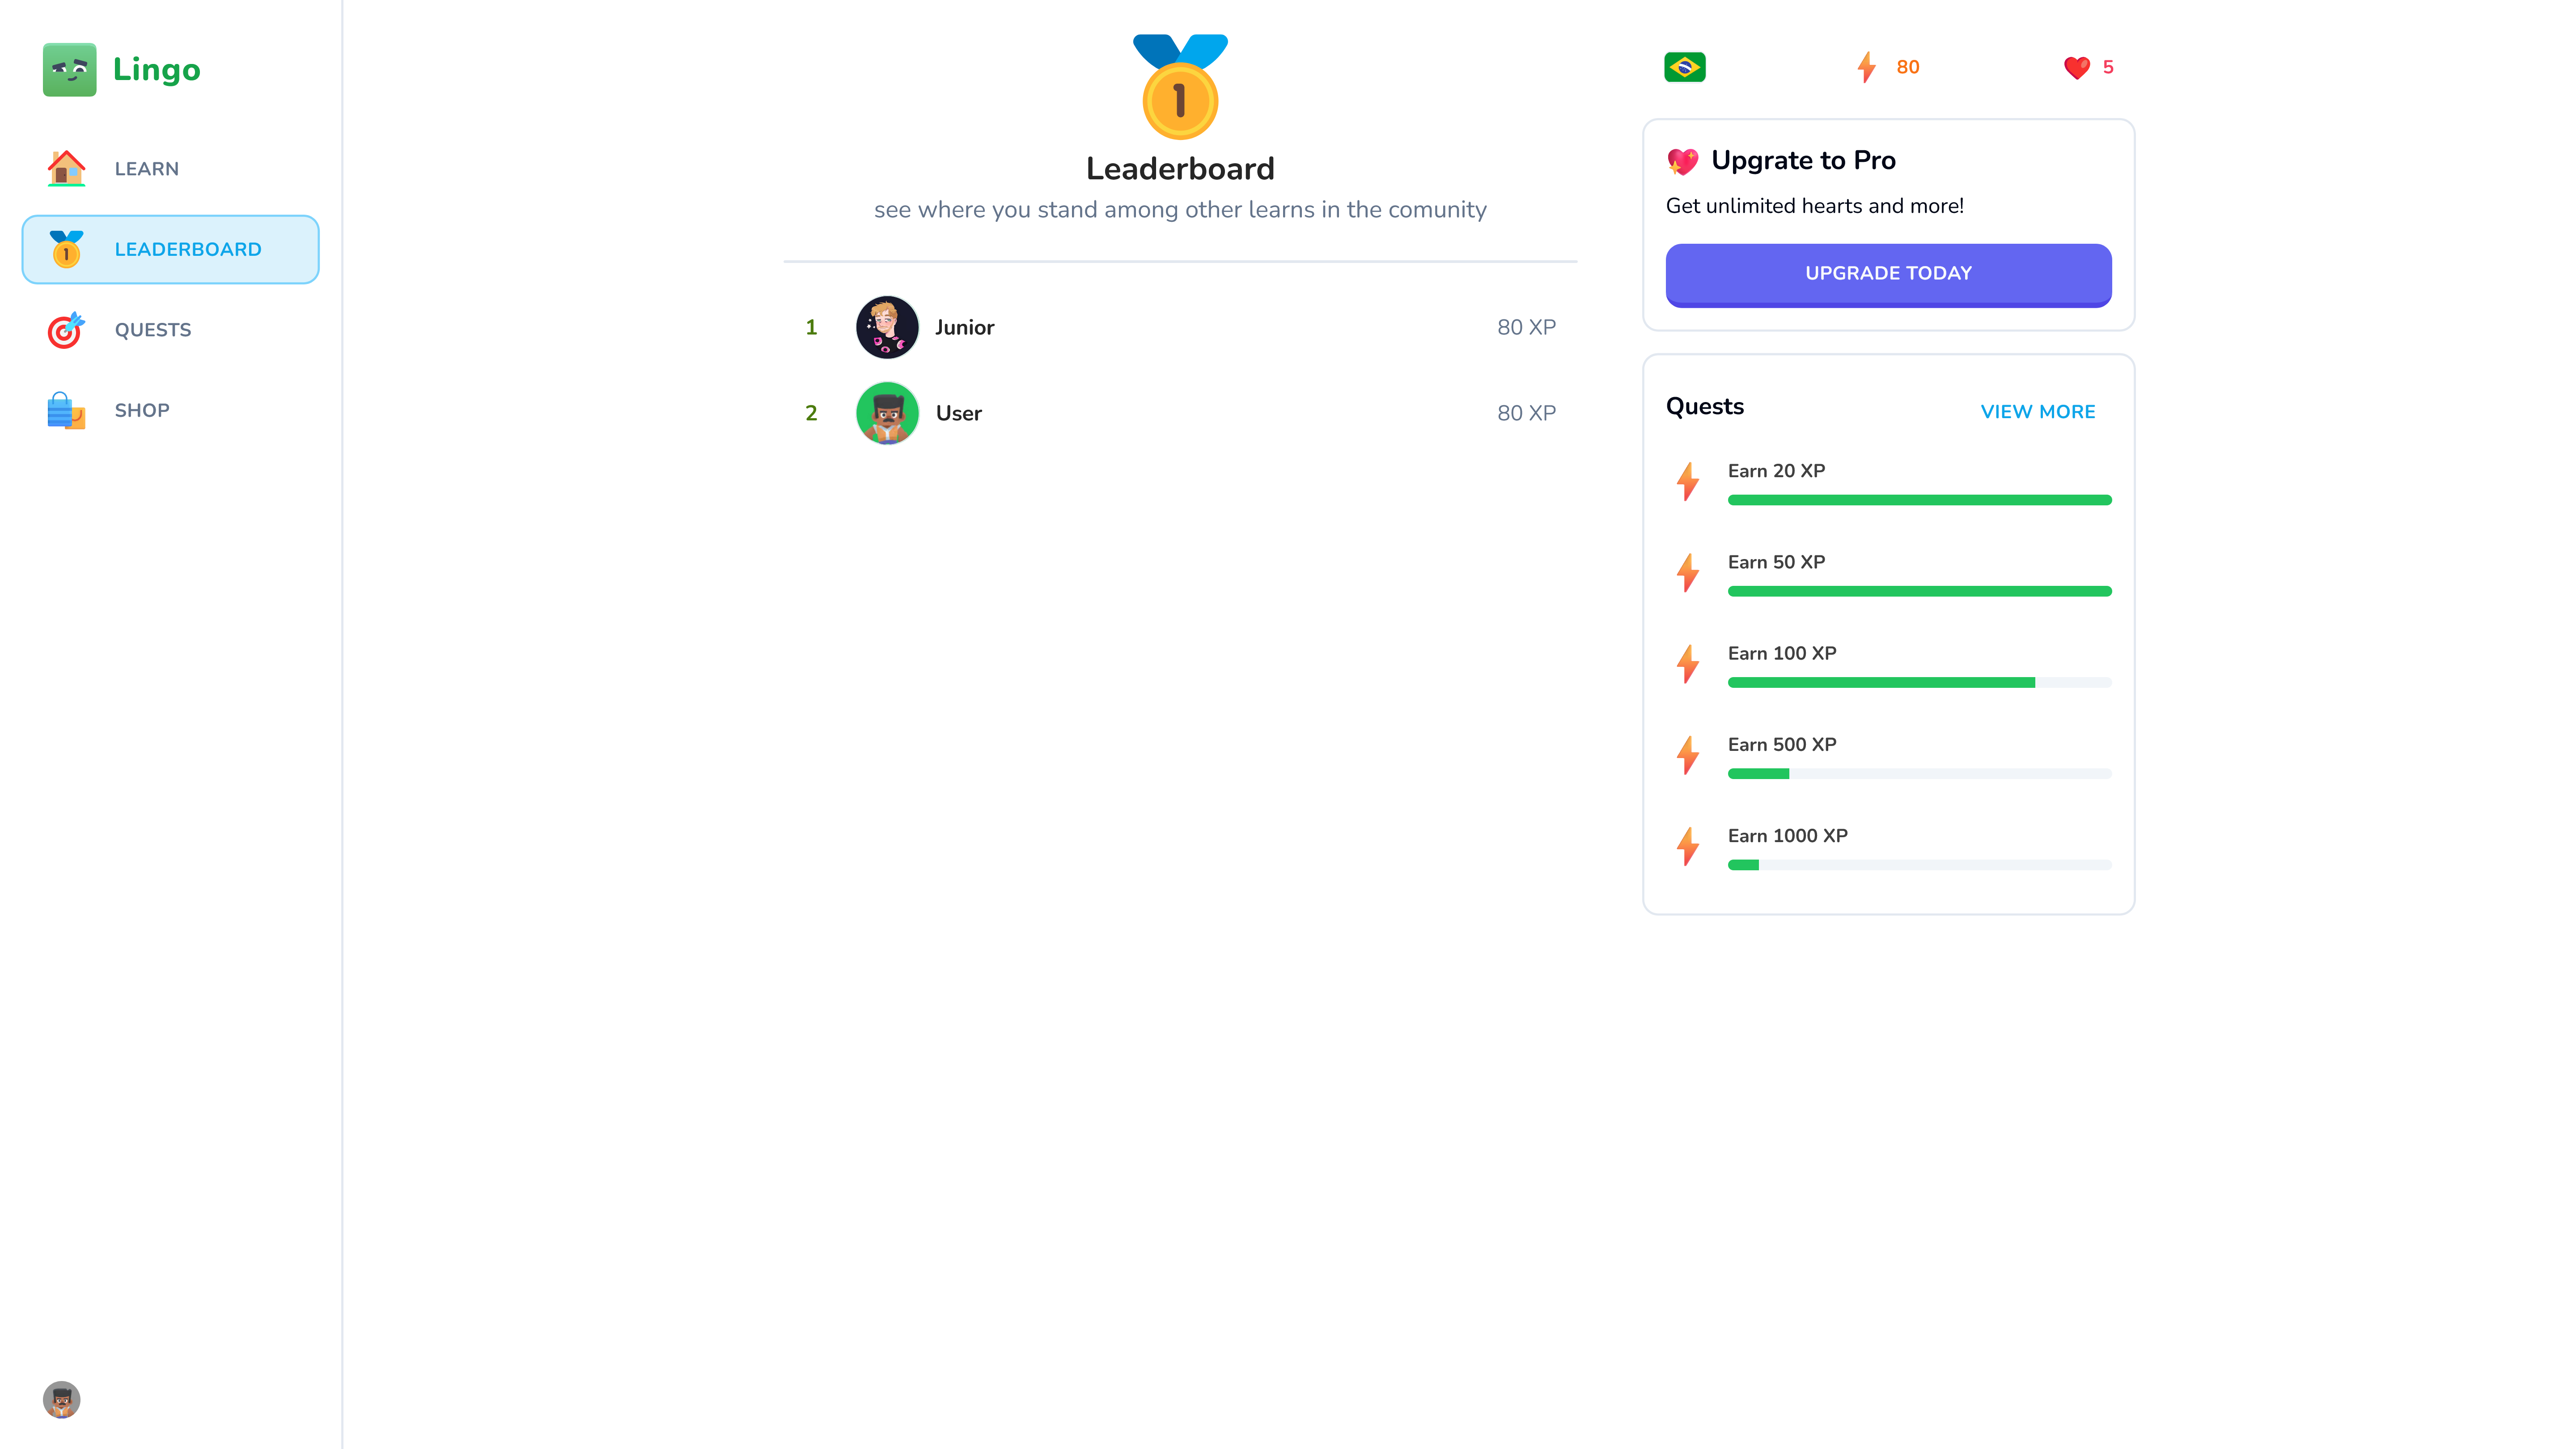 Lingo
LEARN
LEADERBOARD
QUESTS
SHOP
Leaderboard
see where you stand among other learns in the comunity
1 Junior 80 XP
2 User 80 XP
80 5
Upgrate to Pro
Get unlimited hearts and more!
UPGRADE TODAY
Quests VIEW MORE
Earn 20 XP
Earn 50 XP
Earn 100 XP
Earn 500 XP
Earn 1000 XP